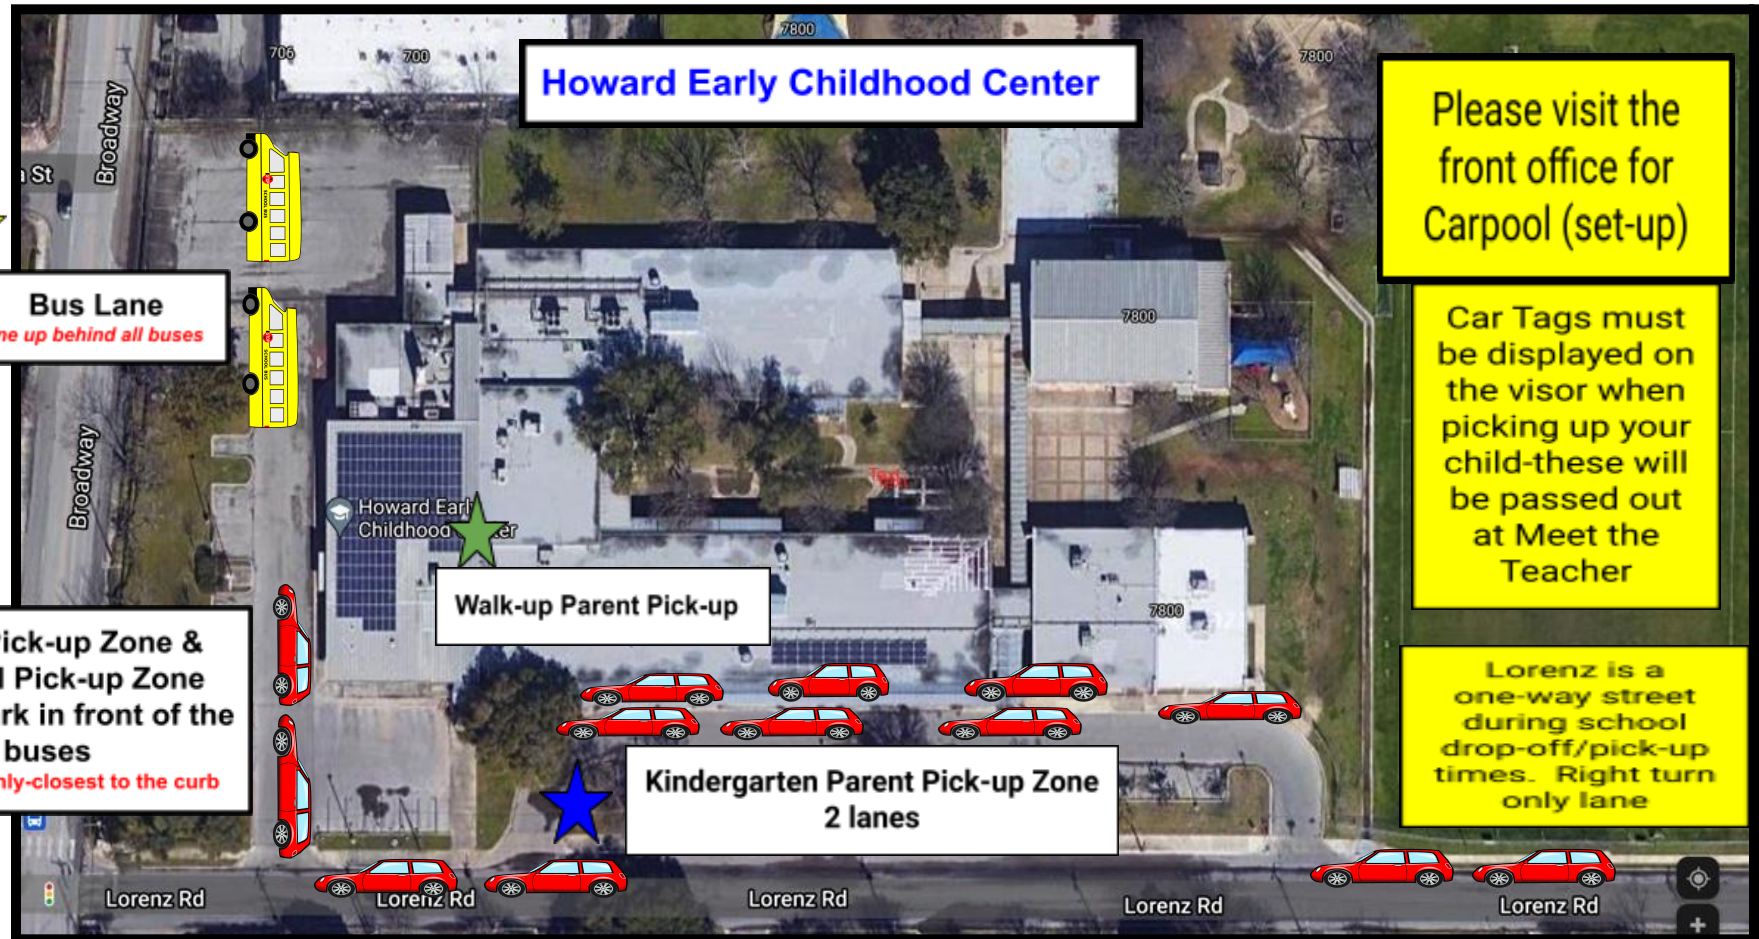 706
700
7800
7800
Howard Early Childhood Center
Broadway
a St
Please visit the
front office for
Carpool (set-up)
Bus Lane
ne up behind all buses
7800
Car Tags must
be displayed on
the visor when
picking up your
child-these will
be passed out
at Meet the
Teacher
Broadway
Howard Earl
Childhood
ter
Walk-up Parent Pick-up
7800
ick-up Zone &
l Pick-up Zone
rk in front of the
buses
nly-closest to the curb
Lorenz is a
one-way street
during school
drop-off/pick-up
times. Right turn
only lane
Kindergarten Parent Pick-up Zone
2 lanes
Lorenz Rd
Lorenz Rd
Lorenz Rd
Lorenz Rd
Lorenz Rd